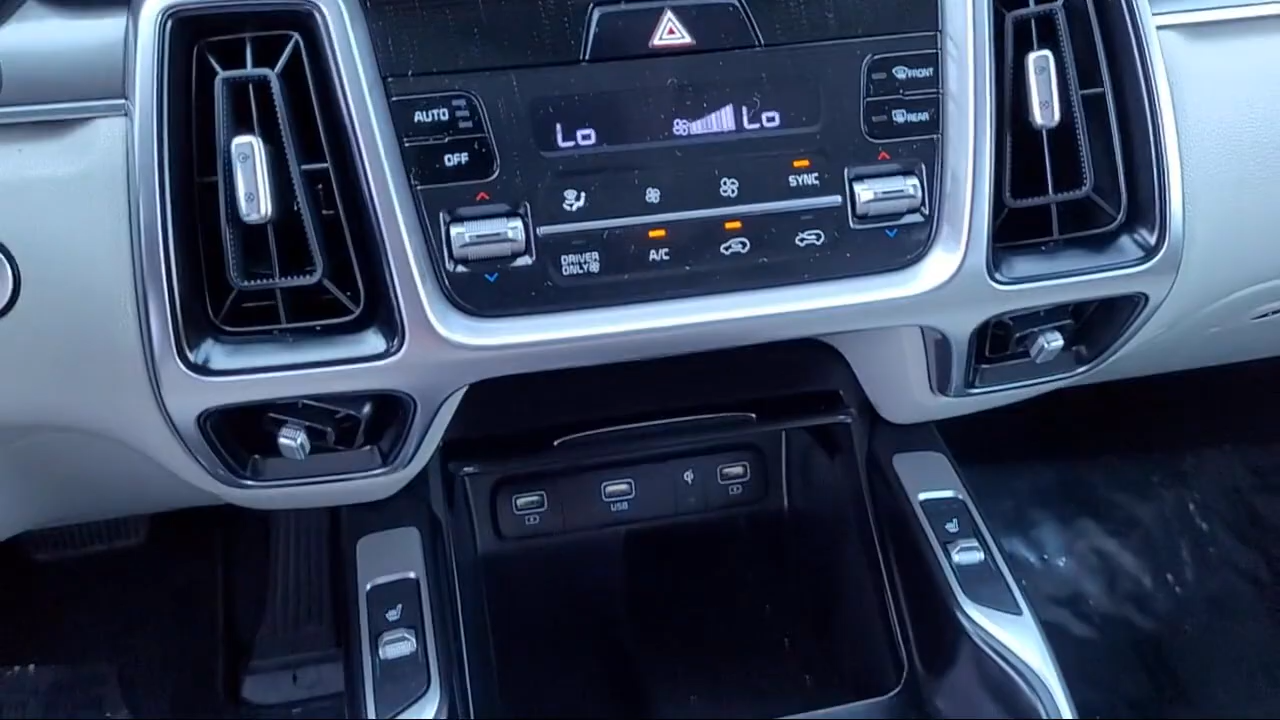 AUTO
OFF
Lo
Lo
FRONT
REAR
SYNC
DRIVER
ONLY
A/C
USB